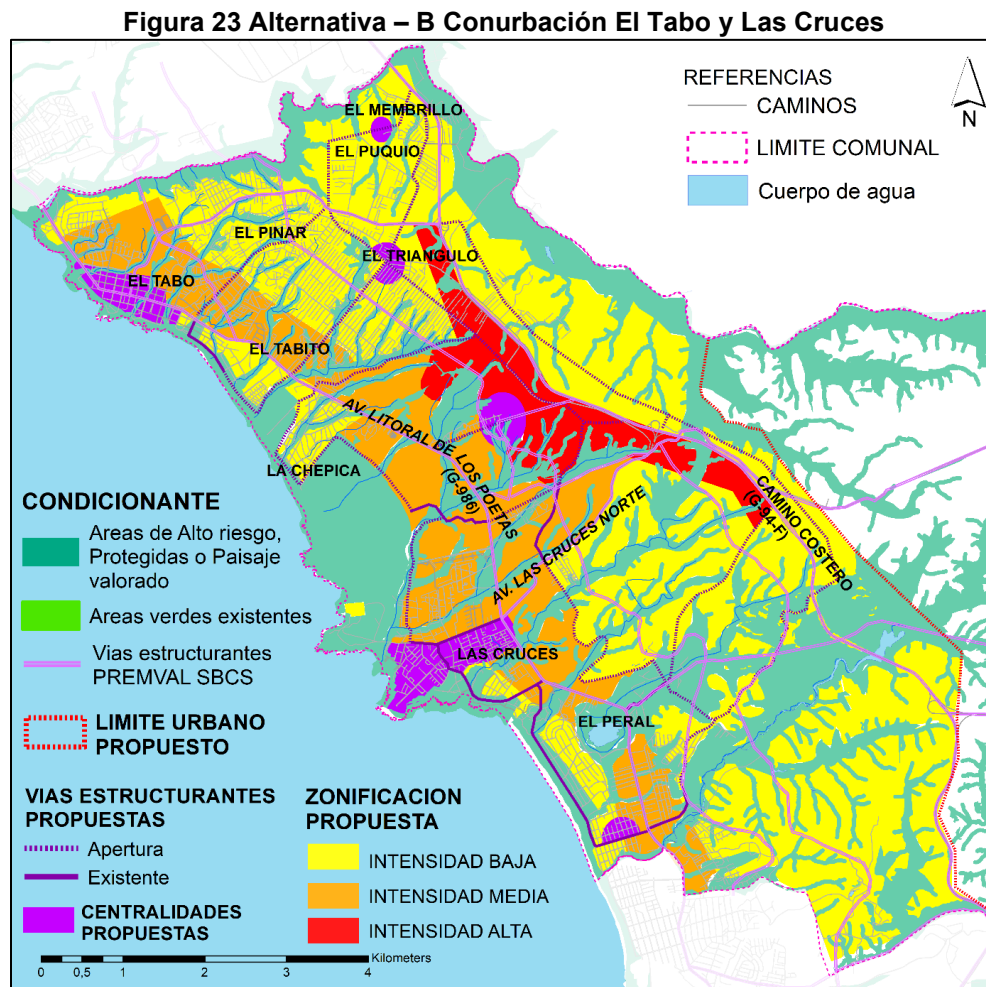 Figura 23 Alternativa – B Conurbación El Tabo y Las Cruces
REFERENCIAS
CAMINOS
LIMITE COMUNAL
Cuerpo de agua
N
EL MEMBRILLO
EL PUQUIO
EL PINAR
EL TRIANGULO
EL TABO
EL TABITO
AV. LITORAL DE LOS POETAS
(G-986)
LA CHEPICA
AV. LAS CRUCES NORTE
CAMINO COSTERO
(G-94-F)
LAS CRUCES
EL PERAL
CONDICIONANTE
Areas de Alto riesgo,
Protegidas o Paisaje
valorado
Areas verdes existentes
Vias estructurantes
PREMVAL SBCS
LIMITE URBANO
PROPUESTO
VIAS ESTRUCTURANTES
PROPUESTAS
Apertura
Existente
CENTRALIDADES
PROPUESTAS
ZONIFICACION
PROPUESTA
INTENSIDAD BAJA
INTENSIDAD MEDIA
INTENSIDAD ALTA
Kilometers
0 0,5 1 2 3 4